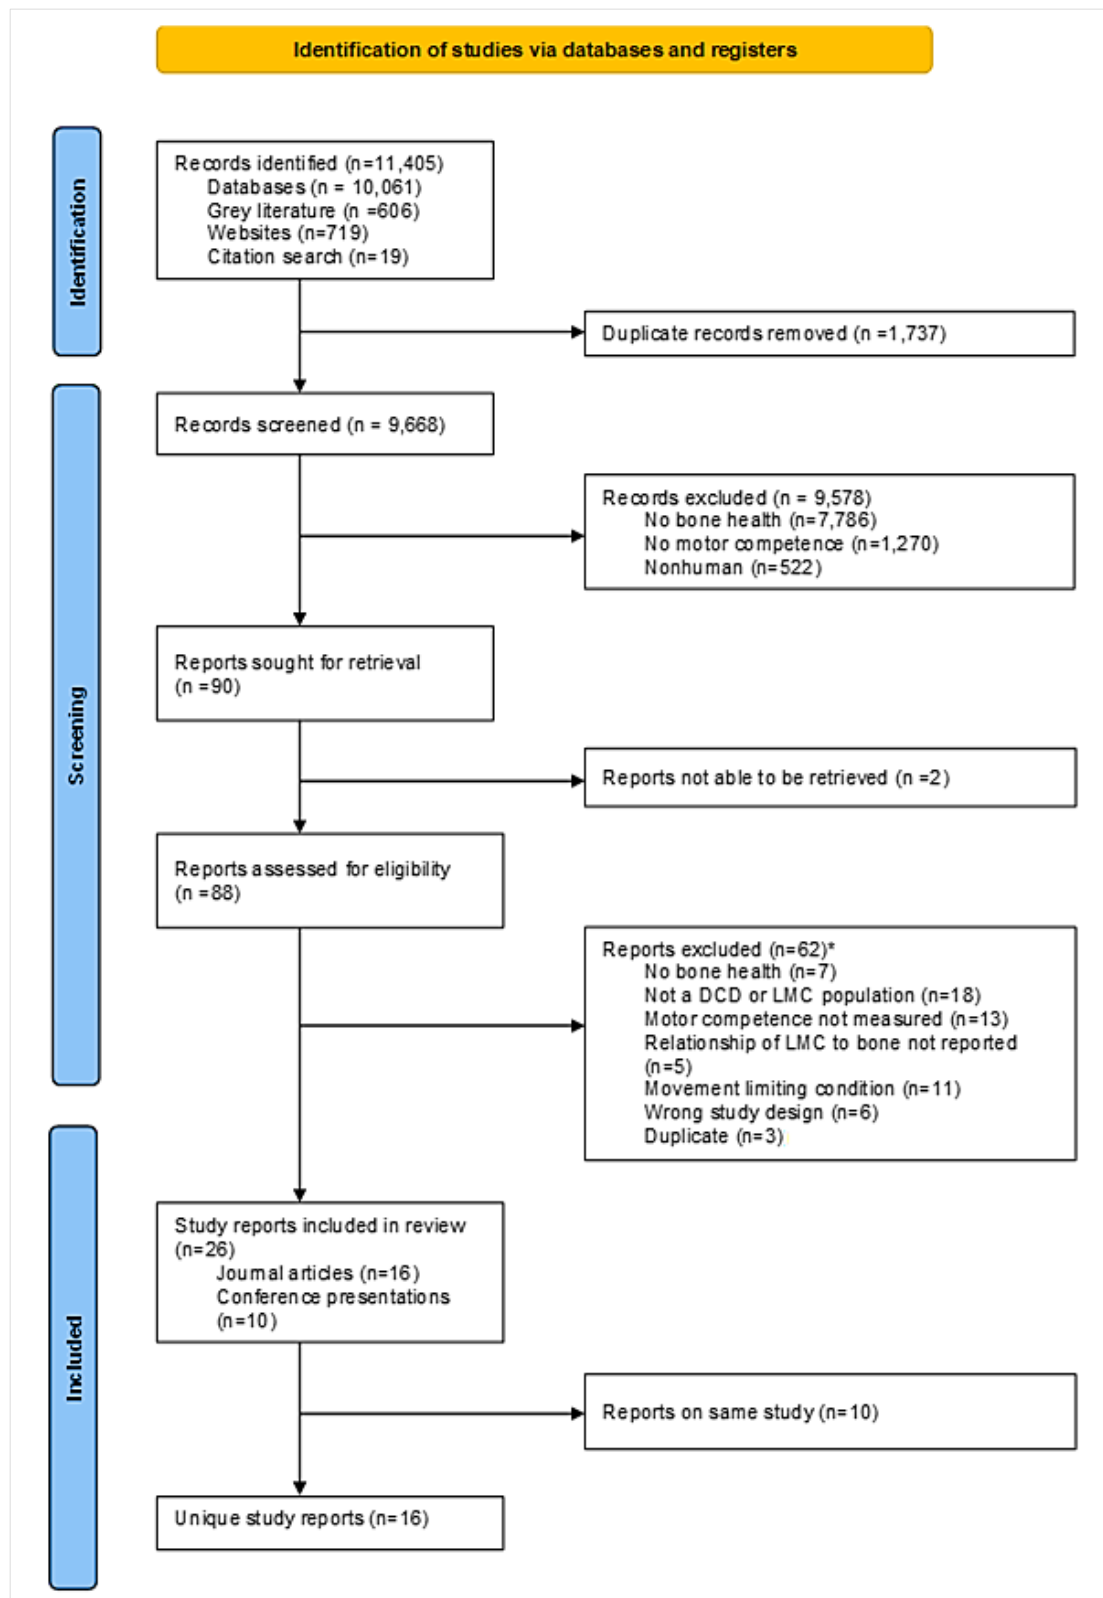 Identification of studies via databases and registers
Identification
Records identified (n=11,405)
Databases (n = 10,061)
Grey literature (n =606)
Websites (n=719)
Citation search (n=19)
Duplicate records removed (n =1,737)
Screening
Records screened (n = 9,668)
Records excluded (n = 9,578)
No bone health (n=7,786)
No motor competence (n=1,270)
Nonhuman (n=522)
Reports sought for retrieval
(n =90)
Reports not able to be retrieved (n =2)
Reports assessed for eligibility
(n =88)
Reports excluded (n=62)*
No bone health (n=7)
Not a DCD or LMC population (n=18)
Motor competence not measured (n=13)
Relationship of LMC to bone not reported
(n=5)
Movement limiting condition (n=11)
Wrong study design (n=6)
Duplicate (n=3)
Included
Study reports included in review
(n=26)
Journal articles (n=16)
Conference presentations
(n=10)
Reports on same study (n=10)
Unique study reports (n=16)